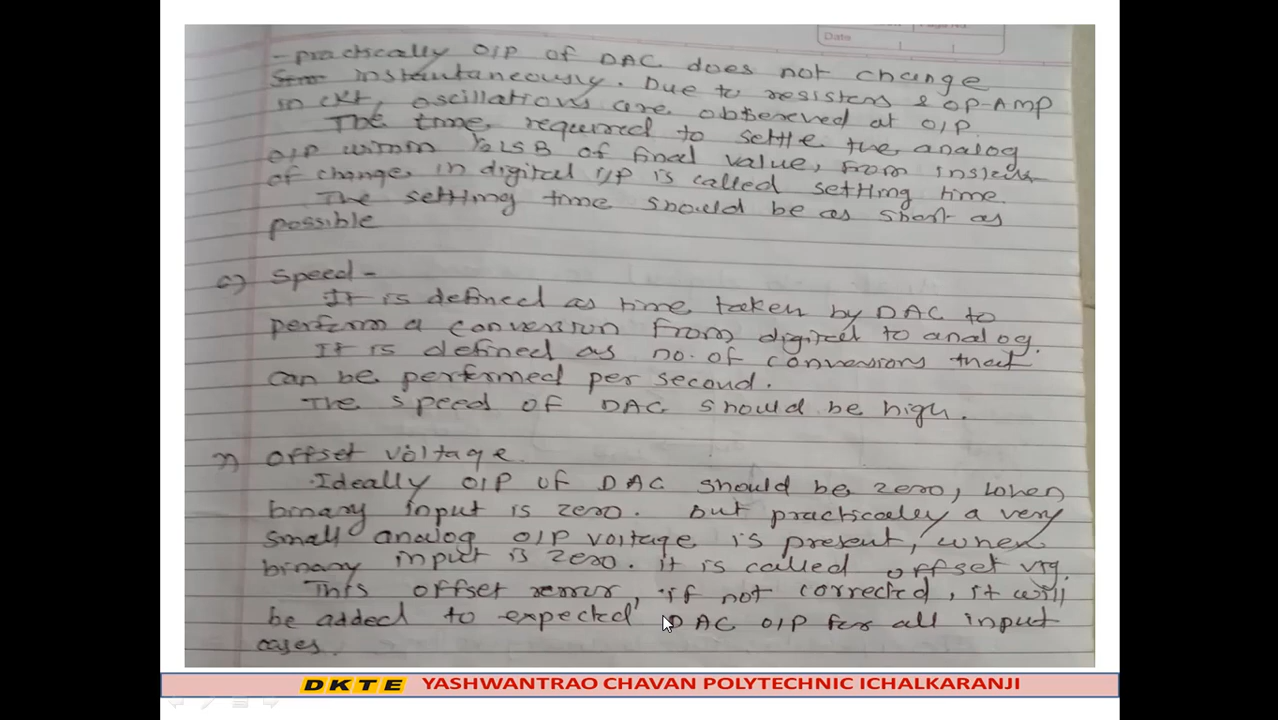 Date
- practically O/P of DAC does not change
instantaneously. Due to resistors & OP-AMP
in ckt, oscillations are observed at O/P.
The time required to settle the analog
O/P within 1/2 LSB of final value, from
of change in digital i/p is called settling time.
The settling time should be as short as
possible
Speed -
It is defined as time taken by DAC to
perform a conversion from digital to analog.
It is defined as no. of conversions that
can be performed per second.
The speed of DAC should be high.
Offset voltage
Ideally O/P of DAC should be zero, when
binary input is zero. But practically a very
small analog O/P voltage is present, when
binary input is zero. it is called offset vtg.
This offset error, if not corrected, it will
be added to expected DAC O/P for all input
cases.
DKTE YASHWANTRAO CHAVAN POLYTECHNIC ICHALKARANJI